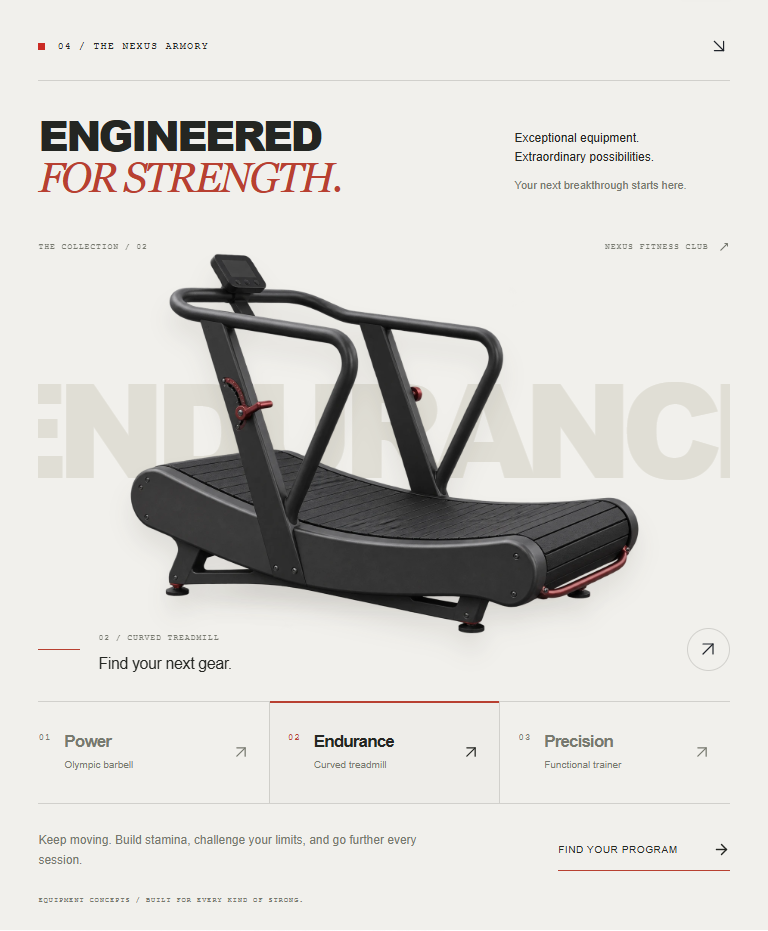 04 / THE NEXUS ARMORY
ENGINEERED
FOR STRENGTH.
Exceptional equipment.
Extraordinary possibilities.
Your next breakthrough starts here.
THE COLLECTION / 02
NEXUS FITNESS CLUB
ENDURANCE
02 / CURVED TREADMILL
Find your next gear.
01 Power
Olympic barbell
02 Endurance
Curved treadmill
03 Precision
Functional trainer
Keep moving. Build stamina, challenge your limits, and go further every
session.
FIND YOUR PROGRAM
EQUIPMENT CONCEPTS / BUILT FOR EVERY KIND OF STRONG.